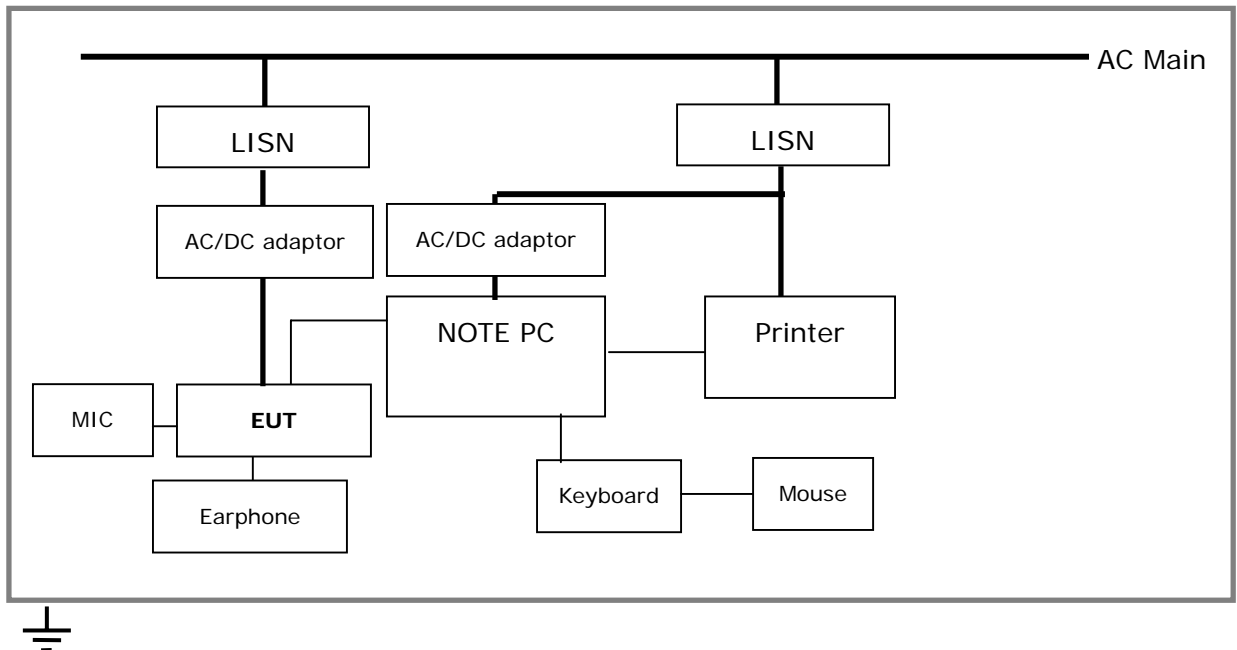 AC Main
LISN
LISN
AC/DC adaptor
AC/DC adaptor
NOTE PC
Printer
MIC
EUT
Keyboard
Mouse
Earphone